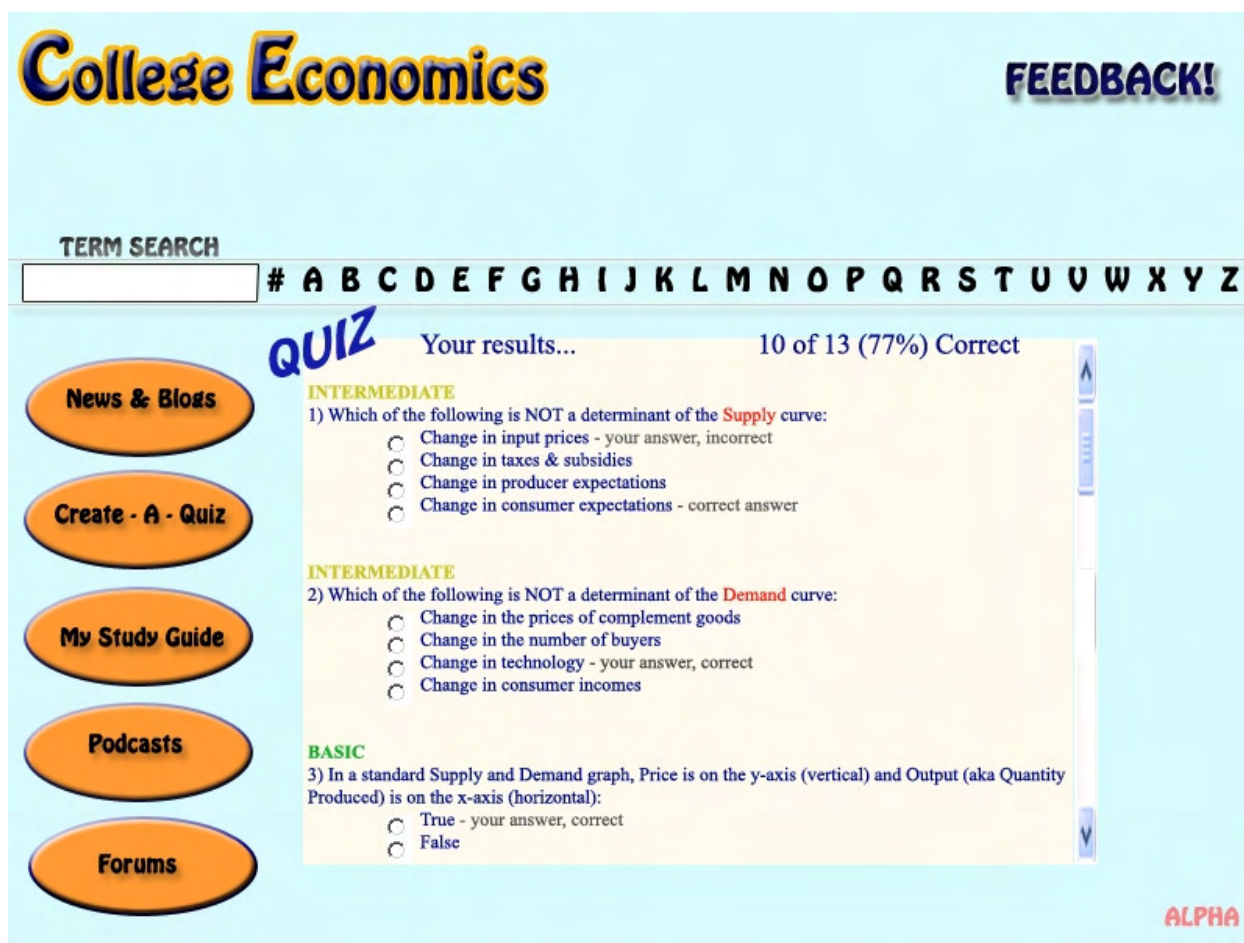 College Economics
FEEDBACK!
TERM SEARCH
# A B C D E F G H I J K L M N O P Q R S T U V W X Y Z
QUIZ
Your results... 10 of 13 (77%) Correct
News & Blogs
Create - A - Quiz
My Study Guide
Podcasts
Forums
INTERMEDIATE
1) Which of the following is NOT a determinant of the Supply curve:
Change in input prices - your answer, incorrect
Change in taxes & subsidies
Change in producer expectations
Change in consumer expectations - correct answer
INTERMEDIATE
2) Which of the following is NOT a determinant of the Demand curve:
Change in the prices of complement goods
Change in the number of buyers
Change in technology - your answer, correct
Change in consumer incomes
BASIC
3) In a standard Supply and Demand graph, Price is on the y-axis (vertical) and Output (aka Quantity
Produced) is on the x-axis (horizontal):
True - your answer, correct
False
ALPHA